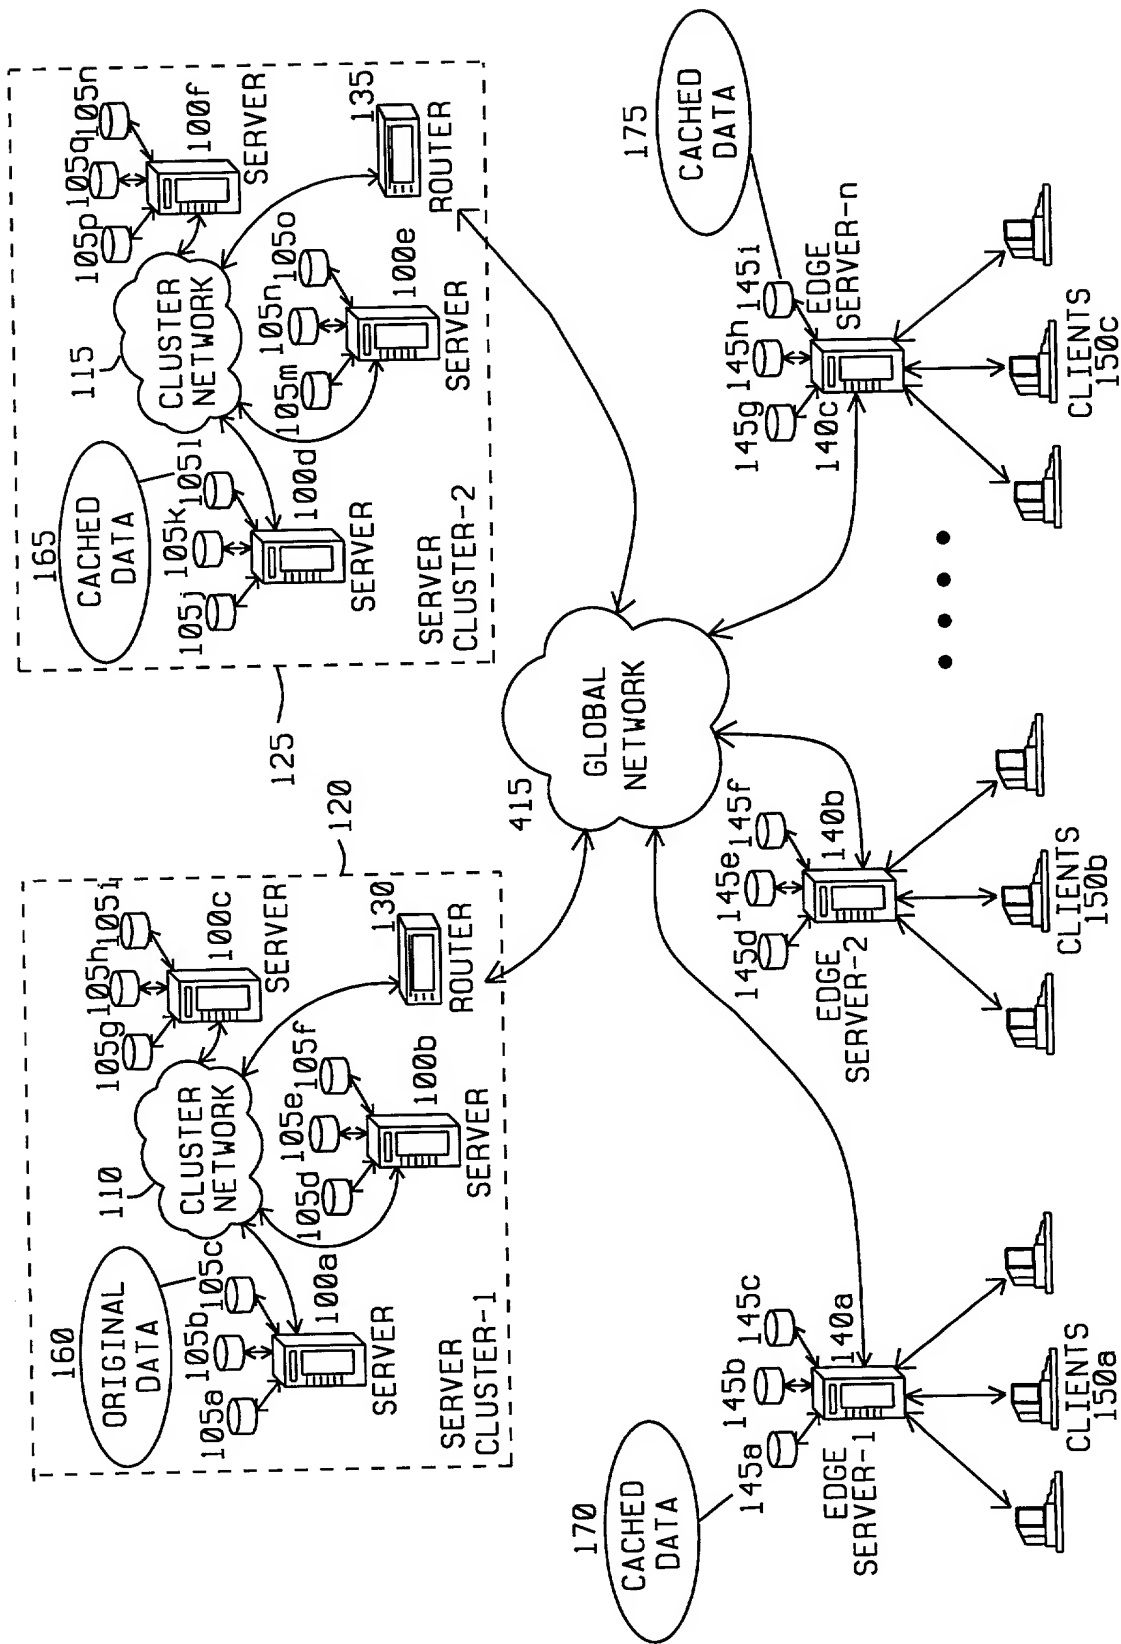 160
ORIGINAL
DATA
110
CLUSTER
NETWORK
105a
105b
105c
100a
SERVER
105d
105e
105f
100b
SERVER
105g
105h
105i
100c
SERVER
130
ROUTER
SERVER
CLUSTER-1
120
125
165
CACHED
DATA
115
CLUSTER
NETWORK
105j
105k
105l
100d
SERVER
105m
105n
105o
100e
SERVER
105p
105q
105n
100f
SERVER
135
ROUTER
SERVER
CLUSTER-2
415
GLOBAL
NETWORK
170
CACHED
DATA
145a
145b
145c
140a
EDGE
SERVER-1
CLIENTS
150a
145d
145e
145f
140b
EDGE
SERVER-2
CLIENTS
150b
145g
145h
145i
140c
EDGE
SERVER-n
175
CACHED
DATA
CLIENTS
150c